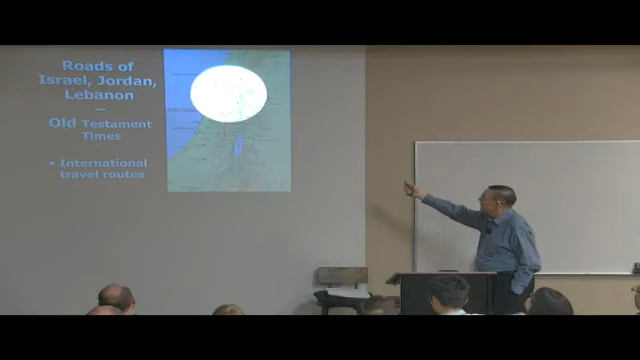 Roads of
Israel, Jordan,
Lebanon
—
Old Testament
Times
• International
travel routes